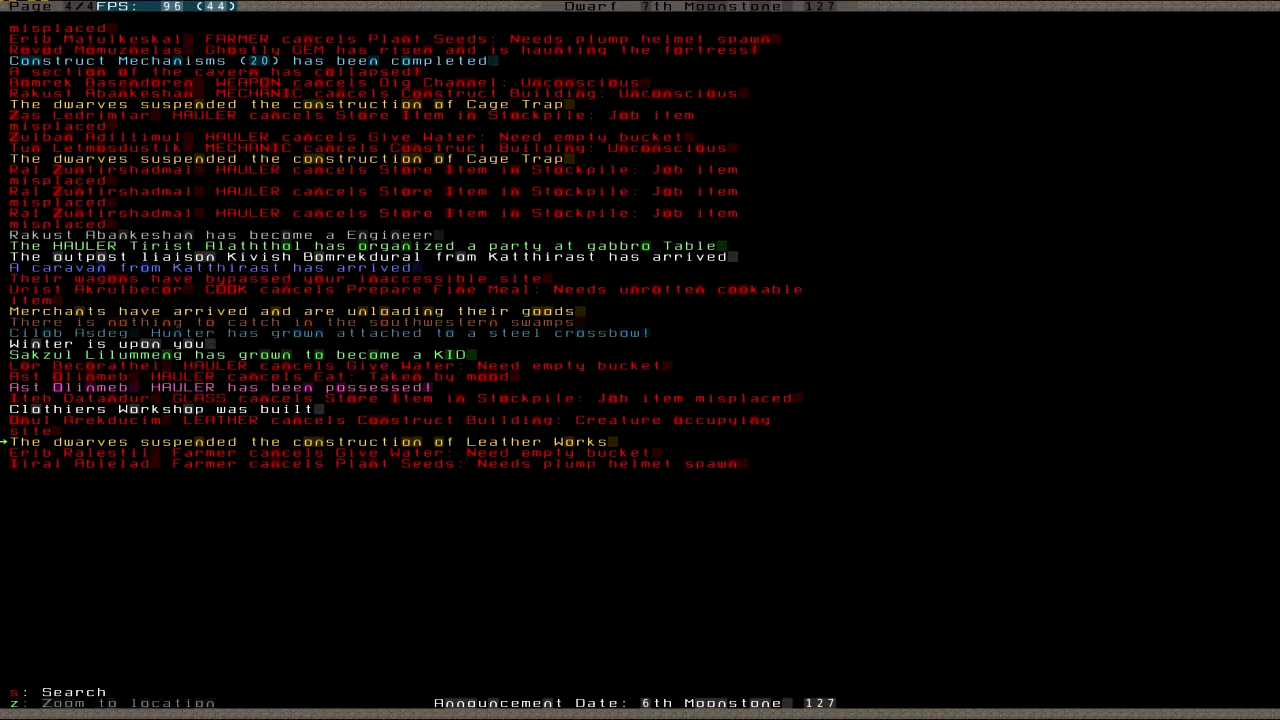 Page 4/4 FPS: 96 (44) Dwarf 7th Moonstone 127
misplaced
Erib Matulkeskal, FARMER cancels Plant Seeds: Needs plump helmet spawn
Rovod Momuznelas, Ghostly GEM has risen and is haunting the fortress!
Construct Mechanisms (20) has been completed
A section of the cavern has collapsed!
Bomrek Basendoren, WEAPON cancels Dig Channel: Unconscious
Rakust Abankeshan, MECHANIC cancels Construct Building: Unconscious
The dwarves suspended the construction of Cage Trap
Zas Ledrimtar, HAULER cancels Store Item in Stockpile: Job item
misplaced
Zulban Adillimul, HAULER cancels Give Water: Need empty bucket
Tun Letmosdustik, MECHANIC cancels Construct Building: Unconscious
The dwarves suspended the construction of Cage Trap
Ral Zuntirshadmal, HAULER cancels Store Item in Stockpile: Job item
misplaced
Ral Zuntirshadmal, HAULER cancels Store Item in Stockpile: Job item
misplaced
Ral Zuntirshadmal, HAULER cancels Store Item in Stockpile: Job item
misplaced
Rakust Abankeshan has become a Engineer
The HAULER Tirist Alaththol has organized a party at gabbro Table
The outpost liaison Kivish Bomrekdural from Katthirast has arrived
A caravan from Katthirast has arrived
Their wagons have bypassed your inaccessible site
Urist Akrulbecor, COOK cancels Prepare Fine Meal: Needs unrotten cookable
item
Merchants have arrived and are unloading their goods
There is nothing to catch in the southwestern swamps
Cilob Asdeg, Hunter has grown attached to a steel crossbow!
Winter is upon you
Sakzul Lilummeng has grown to become a KID
Lor Becorathel, HAULER cancels Give Water: Need empty bucket
Ast Olinmeb, HAULER cancels Eat: Taken by mood
Ast Olinmeb, HAULER has been possessed!
Iteb Datandur, GLASS cancels Store Item in Stockpile: Job item misplaced
Clothiers Workshop was built
Onul Arekducim, LEATHER cancels Construct Building: Creature occupying
site
The dwarves suspended the construction of Leather Works
Erib Ralestil, Farmer cancels Give Water: Need empty bucket
Ilral Ablelad, Farmer cancels Plant Seeds: Needs plump helmet spawn
s: Search
z: Zoom to location Announcement Date: 6th Moonstone, 127